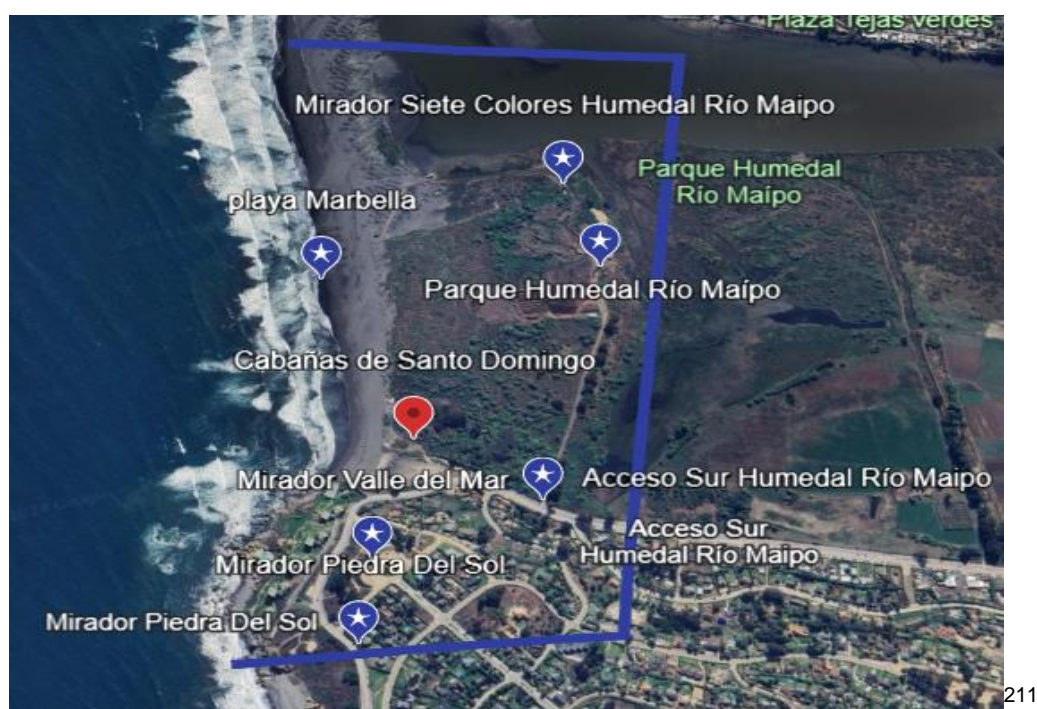 Plaza Tejas Verdes
Mirador Siete Colores Humedal Río Maipo
Parque Humedal
Río Maipo
playa Marbella
Parque Humedal Río Maipo
Cabañas de Santo Domingo
Mirador Valle del Mar
Acceso Sur Humedal Río Maipo
Acceso Sur
Humedal Río Maipo
Mirador Piedra Del Sol
Mirador Piedra Del Sol
211